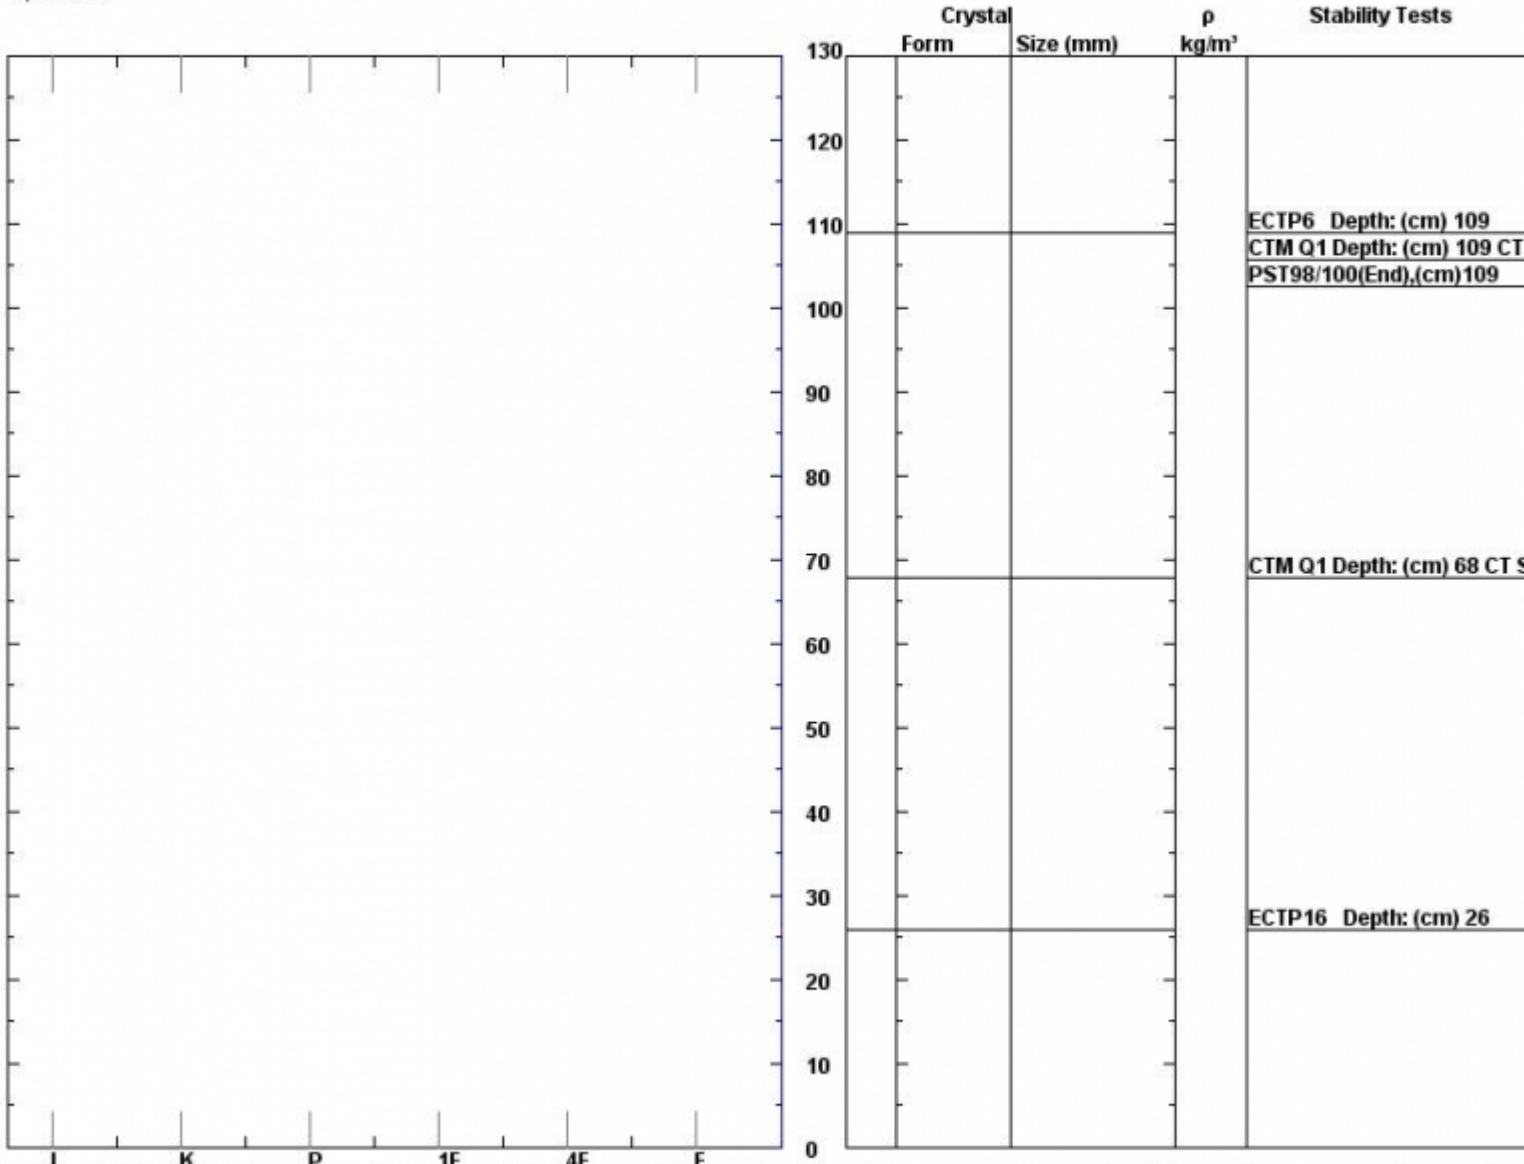 Crystal ρ Stability Tests
Form Size (mm) kg/m³
130
120
110 ECTP6 Depth: (cm) 109
CTM Q1 Depth: (cm) 109 CT
PST98/100(End),(cm)109
100
90
80
70 CTM Q1 Depth: (cm) 68 CT S
60
50
40
30 ECTP16 Depth: (cm) 26
20
10
0
I K P 1F 4F F